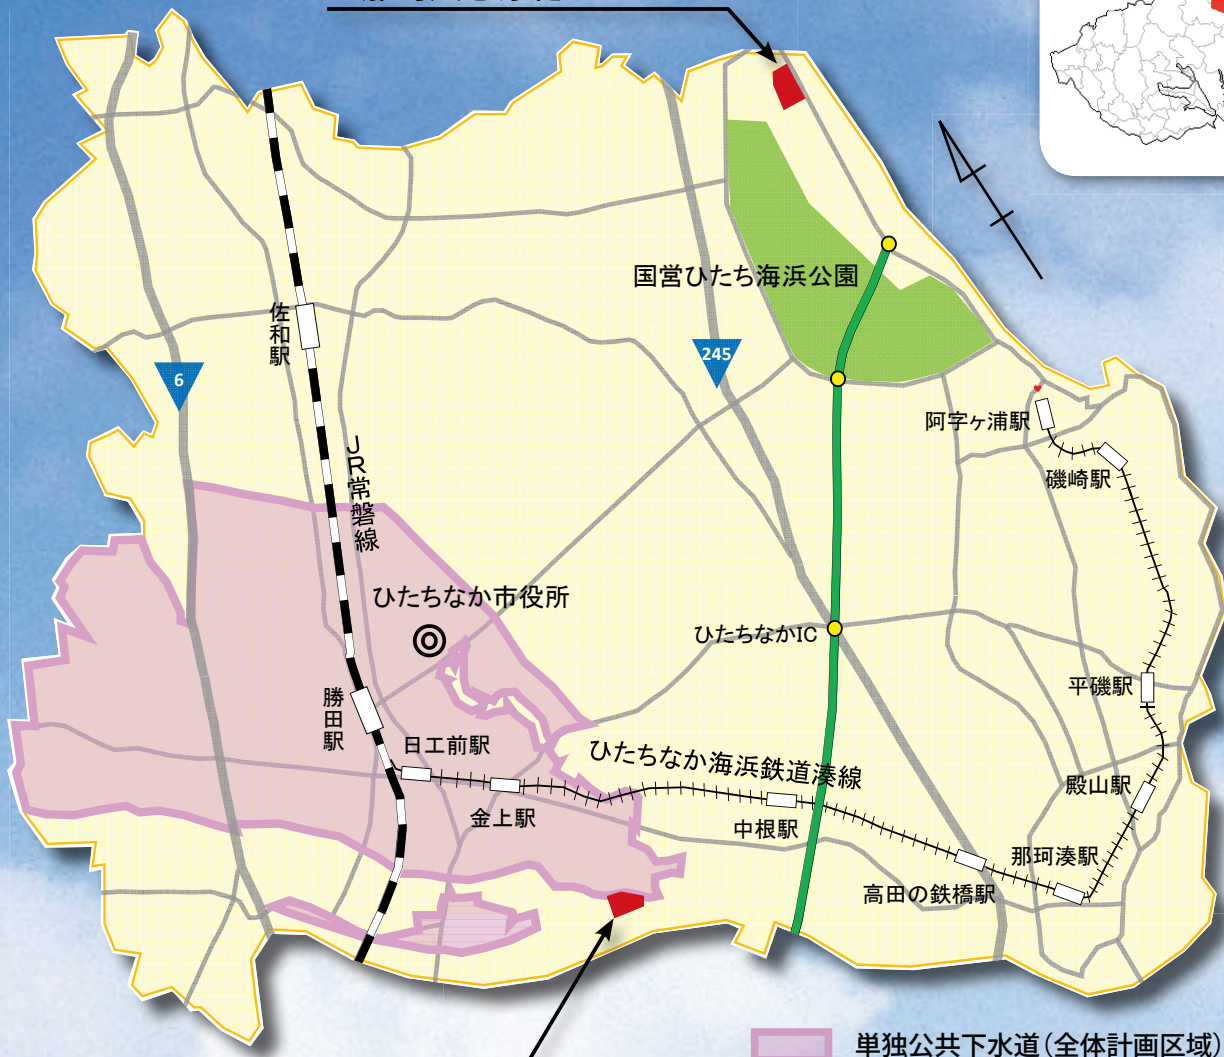 国営ひたち海浜公園
佐和駅
245
6
阿字ヶ浦駅
磯崎駅
JR常磐線
ひたちなか市役所
ひたちなかIC
平磯駅
勝田駅
日工前駅
ひたちなか海浜鉄道湊線
殿山駅
金上駅
中根駅
那珂湊駅
高田の鉄橋駅
単独公共下水道(全体計画区域)